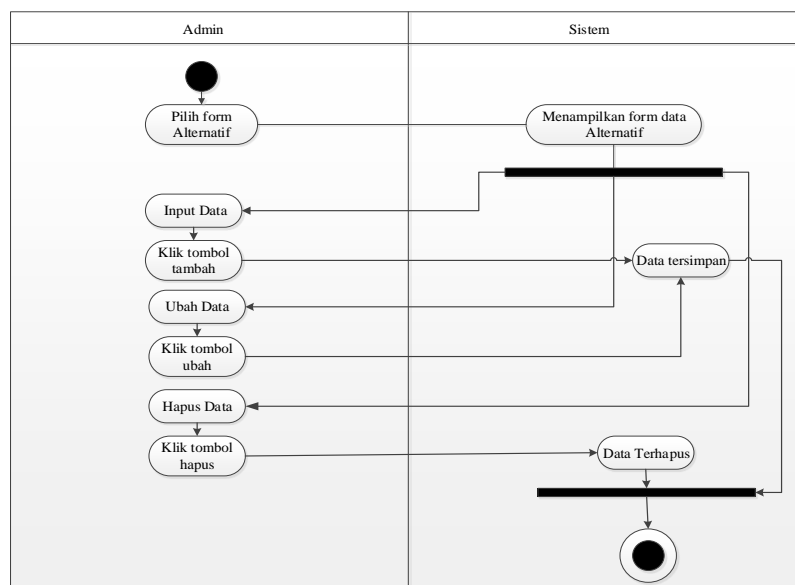 Admin
Sistem
Pilih form
Alternatif
Menampilkan form data
Alternatif
Input Data
Klik tombol
tambah
Data tersimpan
Ubah Data
Klik tombol
ubah
Hapus Data
Klik tombol
hapus
Data Terhapus